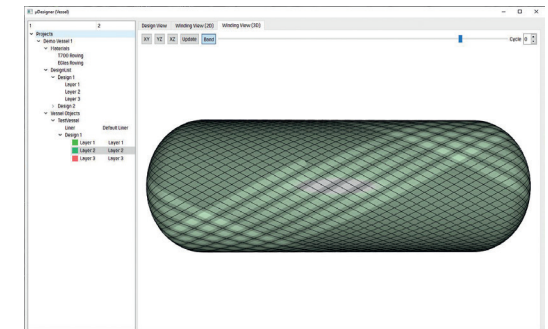 µDesigner (Vessel)
1 2
Projects
Demo Vessel 1
Materials
T700 Roving
EGlas Roving
DesignList
Design 1
Layer 1
Layer 2
Layer 3
Design 2
Vessel Objects
TestVessel
Liner Default Liner
Design 1
Layer 1 Layer 1
Layer 2 Layer 2
Layer 3 Layer 3
Design View Winding View (2D) Winding View (3D)
XY YZ XZ Update Band
Cycle 0